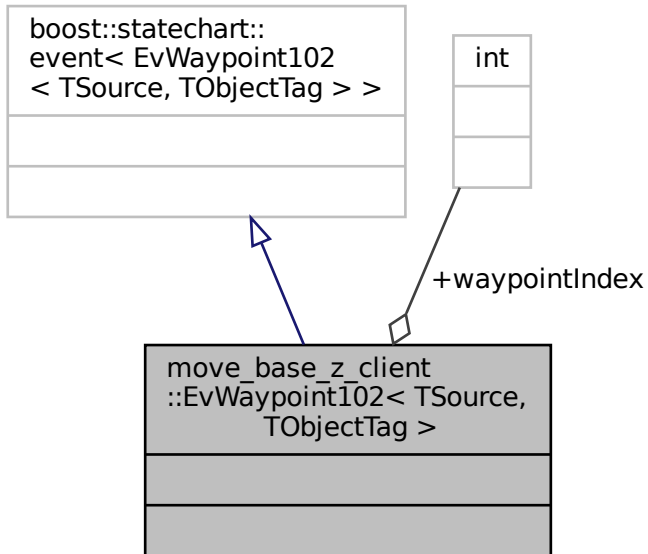 boost::statechart::
event< EvWaypoint102
< TSource, TObjectTag > >
int
+waypointIndex
move_base_z_client
::EvWaypoint102< TSource,
TObjectTag >